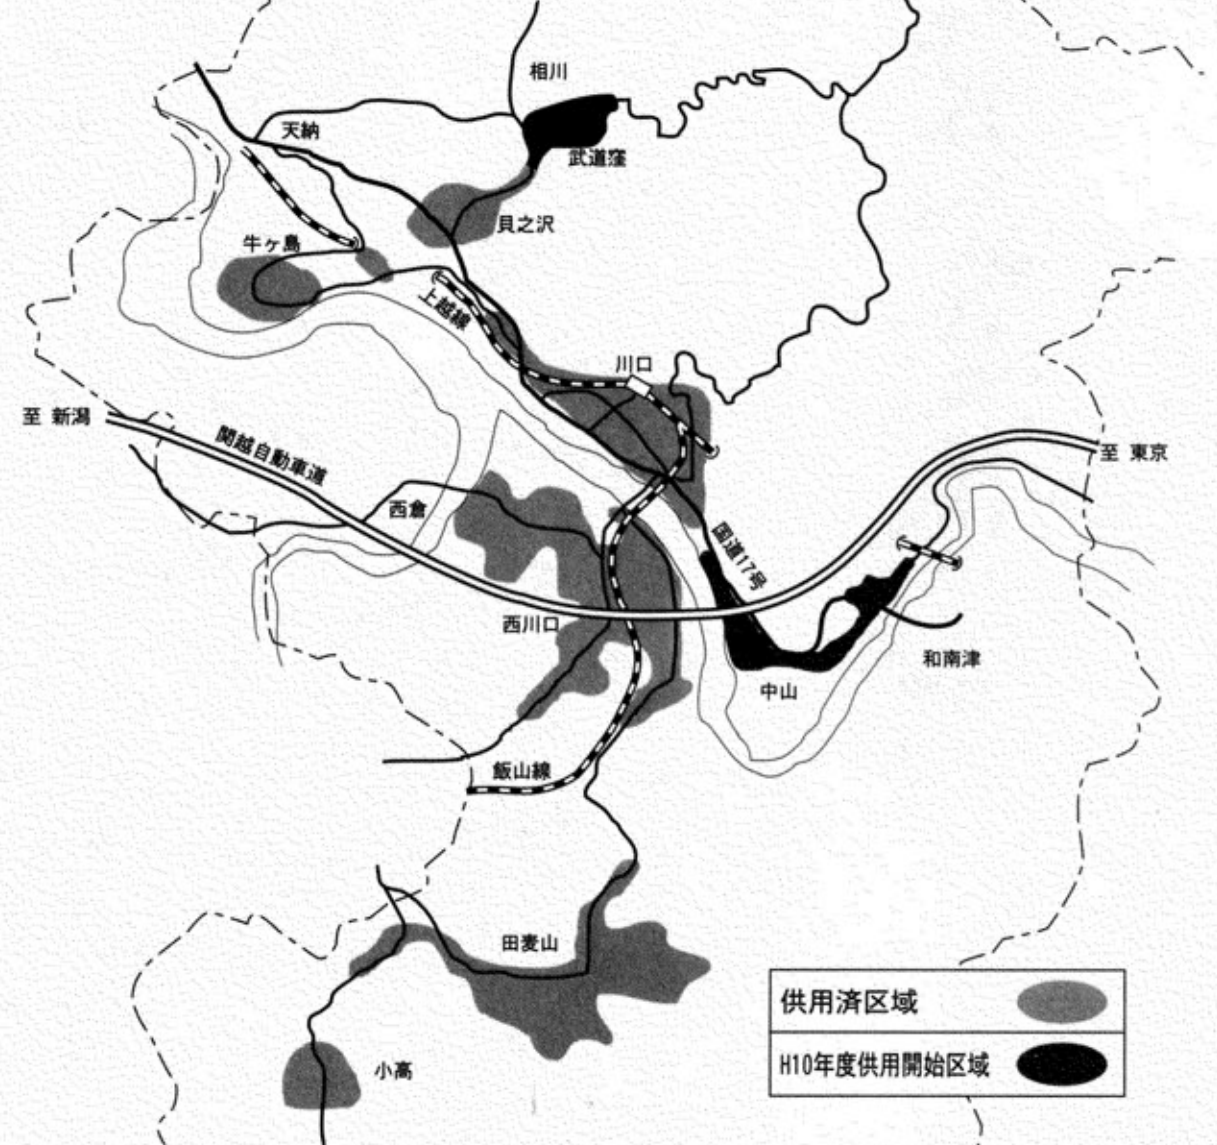 相川
天納
武道窪
貝之沢
牛ヶ島
上越線
川口
至 新潟
関越自動車道
至 東京
西倉
国道17号
西川口
和南津
中山
飯山線
田麦山
供用済区域
H10年度供用開始区域
小高